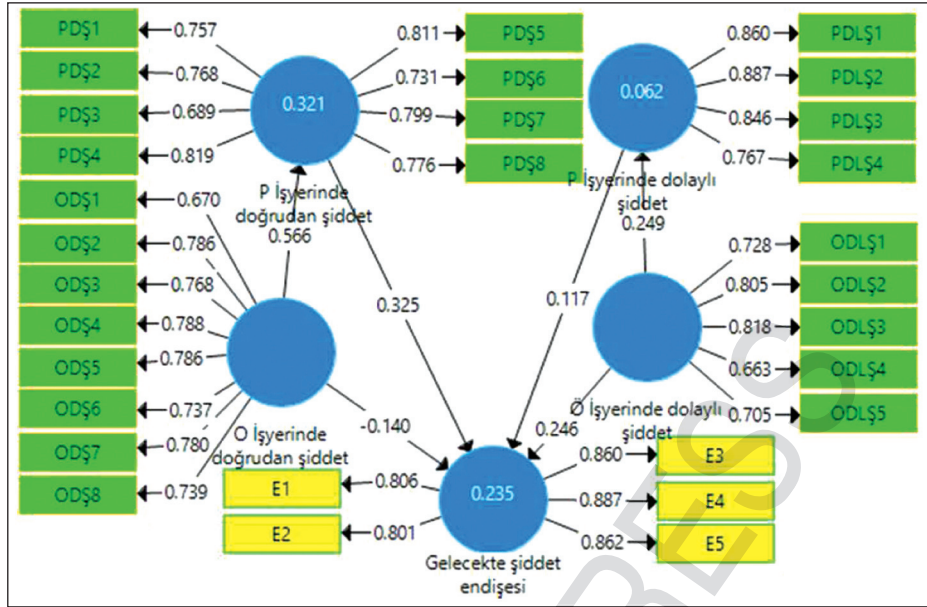 PDŞ1
0.757
0.811
PDŞ5
0.860
PDLŞ1
PDŞ2
0.768
0.321
0.731
PDŞ6
0.062
0.887
PDLŞ2
PDŞ3
0.689
0.799
PDŞ7
0.846
PDLŞ3
PDŞ4
0.819
0.776
PDŞ8
0.767
PDLŞ4
P İşyerinde
doğrudan şiddet
0.566
P İşyerinde dolaylı
şiddet
0.249
ODŞ1
0.670
ODŞ2
0.786
ODŞ3
0.768
ODŞ4
0.788
ODŞ5
0.786
ODŞ6
0.737
ODŞ7
0.780
ODŞ8
0.739
0.325
0.117
0.728
ODLŞ1
0.805
ODLŞ2
0.818
ODLŞ3
0.663
ODLŞ4
0.705
ODLŞ5
O İşyerinde
doğrudan şiddet
-0.140
0.246
Ö İşyerinde dolaylı
şiddet
E1
0.806
0.235
0.860
E3
E2
0.801
0.887
E4
0.862
E5
Gelecekte şiddet
endişesi